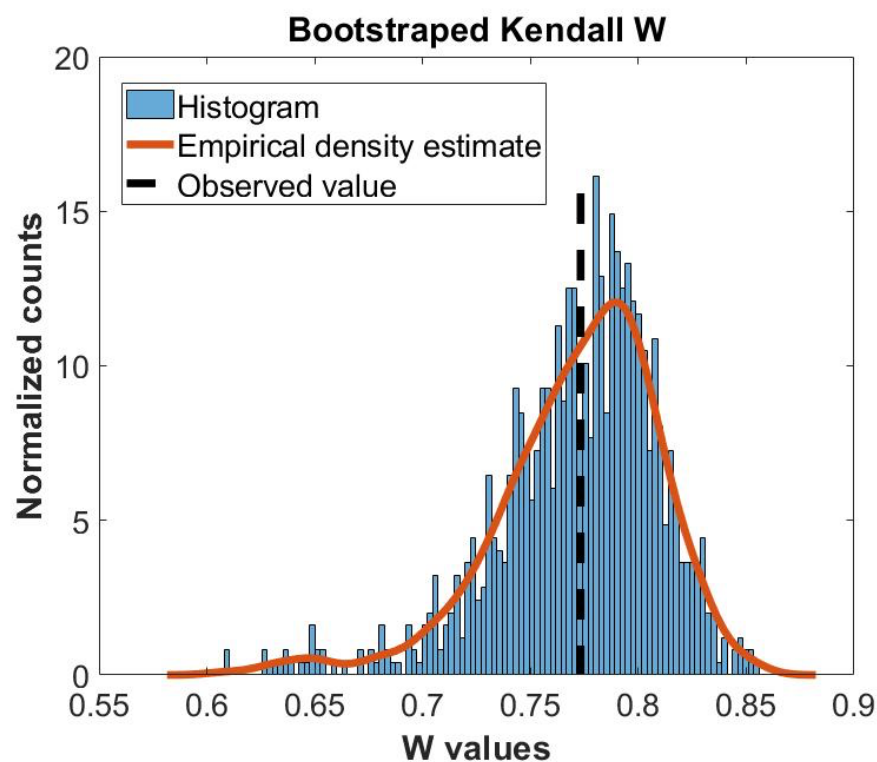 Bootstraped Kendall W
20
15
10
5
0
Normalized counts
Histogram
Empirical density estimate
Observed value
0.55 0.6 0.65 0.7 0.75 0.8 0.85 0.9
W values